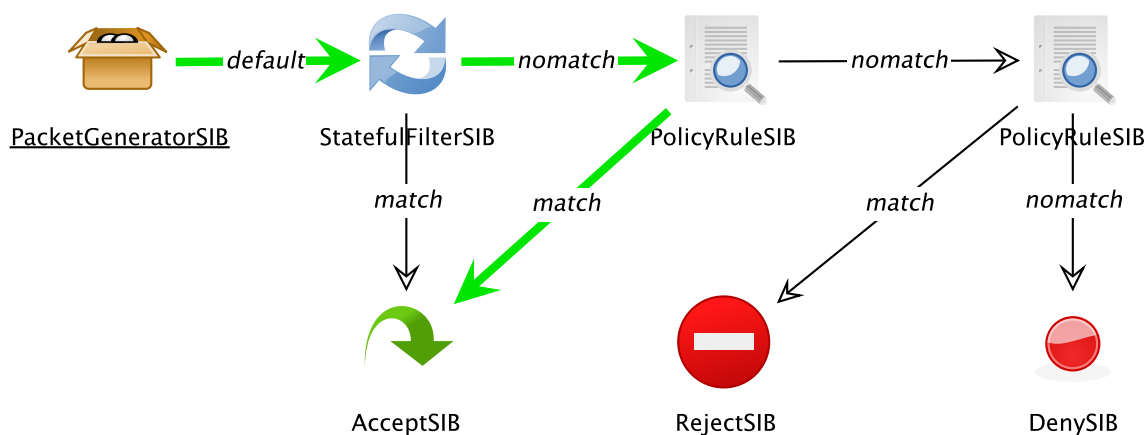 default
nomatch
nomatch
PacketGeneratorSIB
StatefulFilterSIB
PolicyRuleSIB
PolicyRuleSIB
match
match
match
nomatch
AcceptSIB
RejectSIB
DenySIB